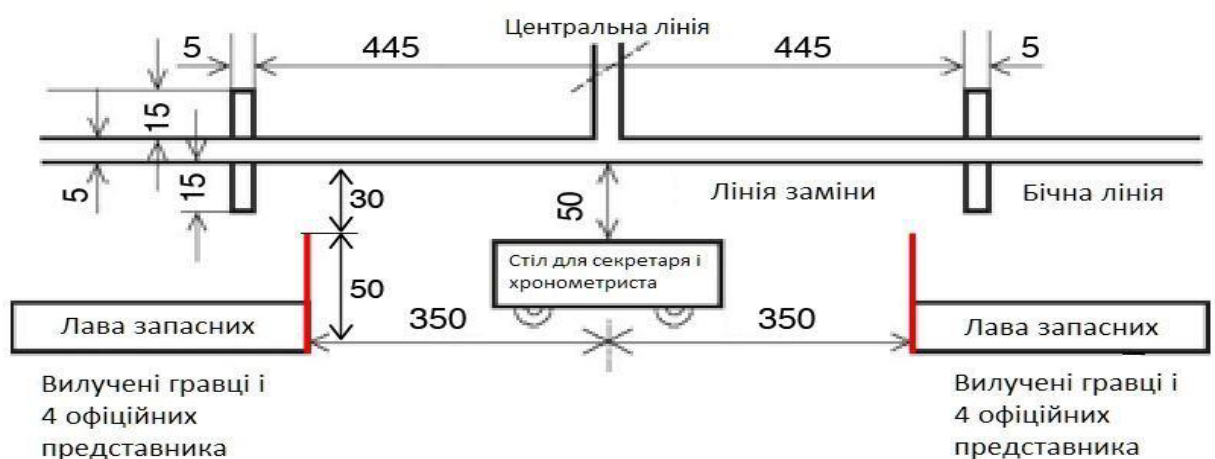 Центральна лінія
5
445
445
5
15
5
15
30
50
Лінія заміни
Бічна лінія
Стіл для секретаря і
хронометриста
50
350
350
Лава запасних
Лава запасних
Вилучені гравці і
4 офіційних
представника
Вилучені гравці і
4 офіційних
представника